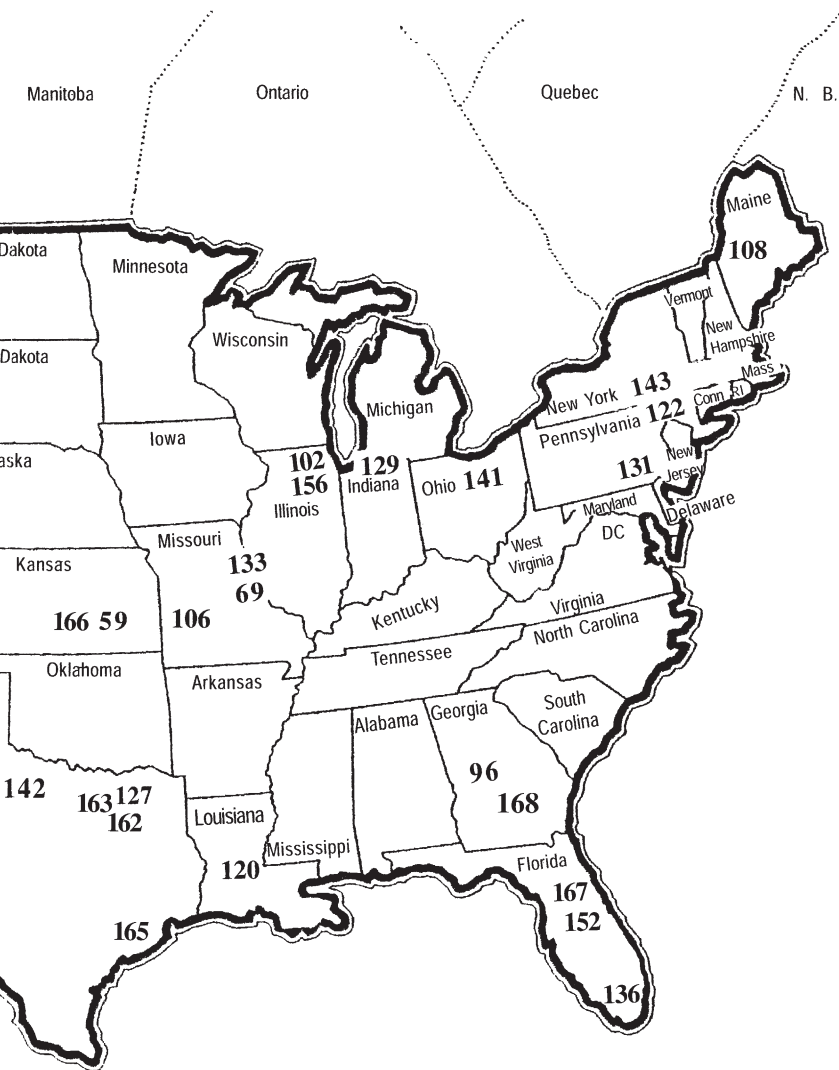 Manitoba
Ontario
Quebec
N. B.
Maine
108
Dakota
Minnesota
Vermont
New
Hampshire
Wisconsin
Dakota
Mass
Michigan
New York 143
Conn RI
Pennsylvania 122
Iowa
aska
102
156
Illinois
129
Indiana
Ohio 141
131
New
Jersey
Maryland
Delaware
DC
Missouri
133
69
106
West
Virginia
Kansas
166 59
Kentucky
Virginia
North Carolina
Tennessee
Oklahoma
Arkansas
South
Carolina
Alabama
Georgia
96
168
142
163 127
162
Louisiana
120
Mississippi
Florida
167
152
165
136